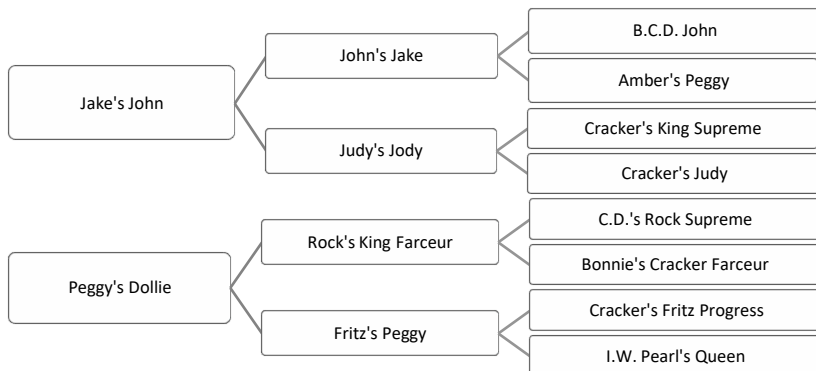 B.C.D. John
John's Jake
Amber's Peggy
Jake's John
Cracker's King Supreme
Judy's Jody
Cracker's Judy
C.D.'s Rock Supreme
Rock's King Farceur
Bonnie's Cracker Farceur
Peggy's Dollie
Cracker's Fritz Progress
Fritz's Peggy
I.W. Pearl's Queen